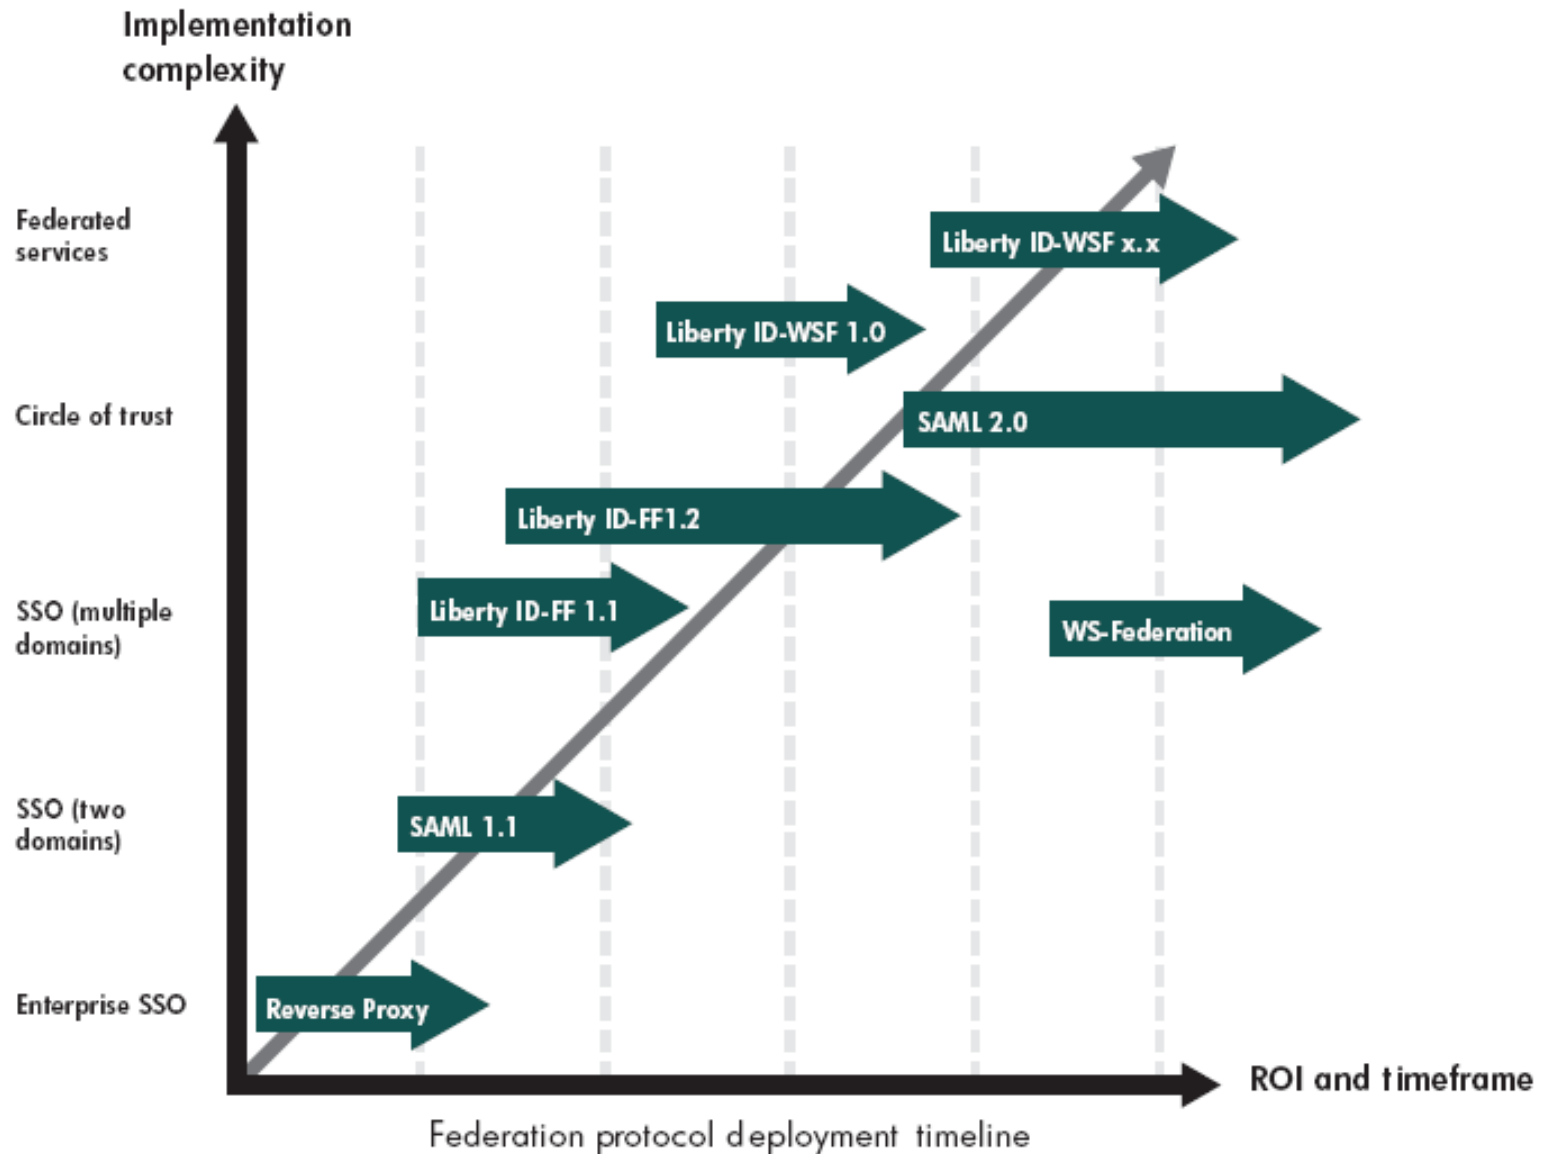 Implementation
complexity
Federated
services
Liberty ID-WSF x.x
Liberty ID-WSF 1.0
Circle of trust
SAML 2.0
Liberty ID-FF1.2
SSO (multiple
domains)
Liberty ID-FF 1.1
WS-Federation
SSO (two
domains)
SAML 1.1
Enterprise SSO
Reverse Proxy
ROI and timeframe
Federation protocol deployment timeline